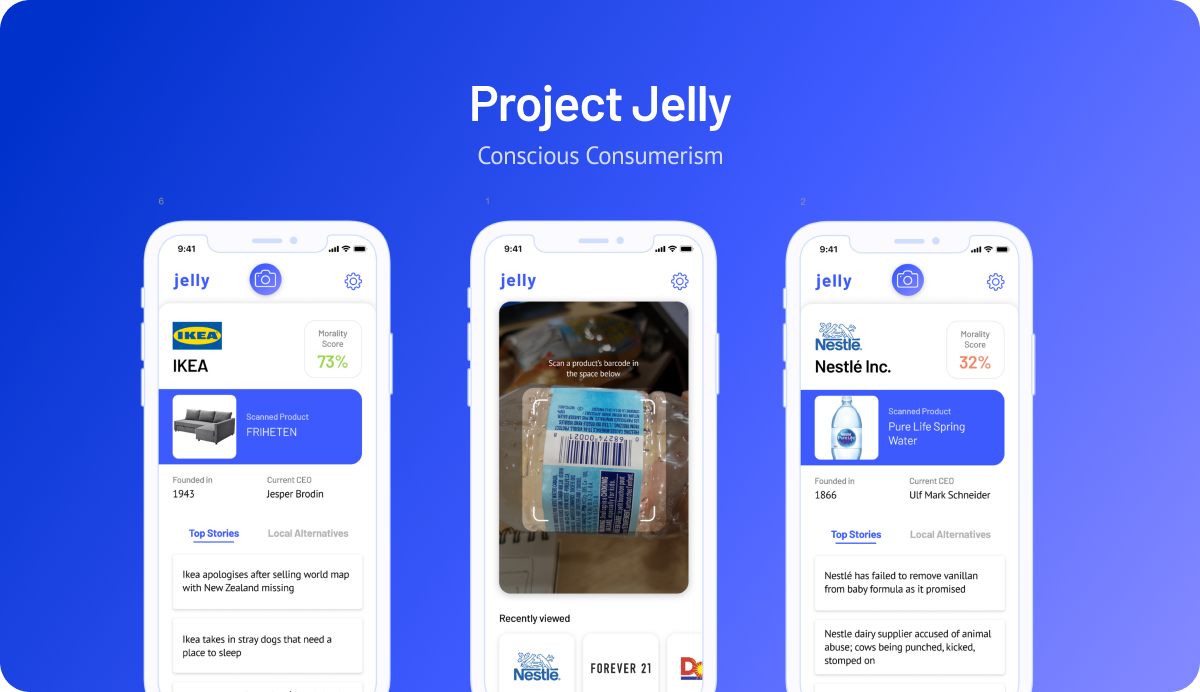 Project Jelly
Conscious Consumerism
6
9:41
jelly
IKEA
IKEA
Morality
Score
73%
Scanned Product
FRIHETEN
Founded in
1943
Current CEO
Jesper Brodin
Top Stories
Local Alternatives
Ikea apologises after selling world map
with New Zealand missing
Ikea takes in stray dogs that need a
place to sleep
1
9:41
jelly
Scan a product's barcode in
the space below
68274 00021
Recently viewed
Nestlé
FOREVER 21
2
9:41
jelly
Nestlé
Nestlé Inc.
Morality
Score
32%
Scanned Product
Pure Life Spring
Water
Pure Life
Founded in
1866
Current CEO
Ulf Mark Schneider
Top Stories
Local Alternatives
Nestlé has failed to remove vanillan
from baby formula as it promised
Nestle dairy supplier accused of animal
abuse; cows being punched, kicked,
stomped on